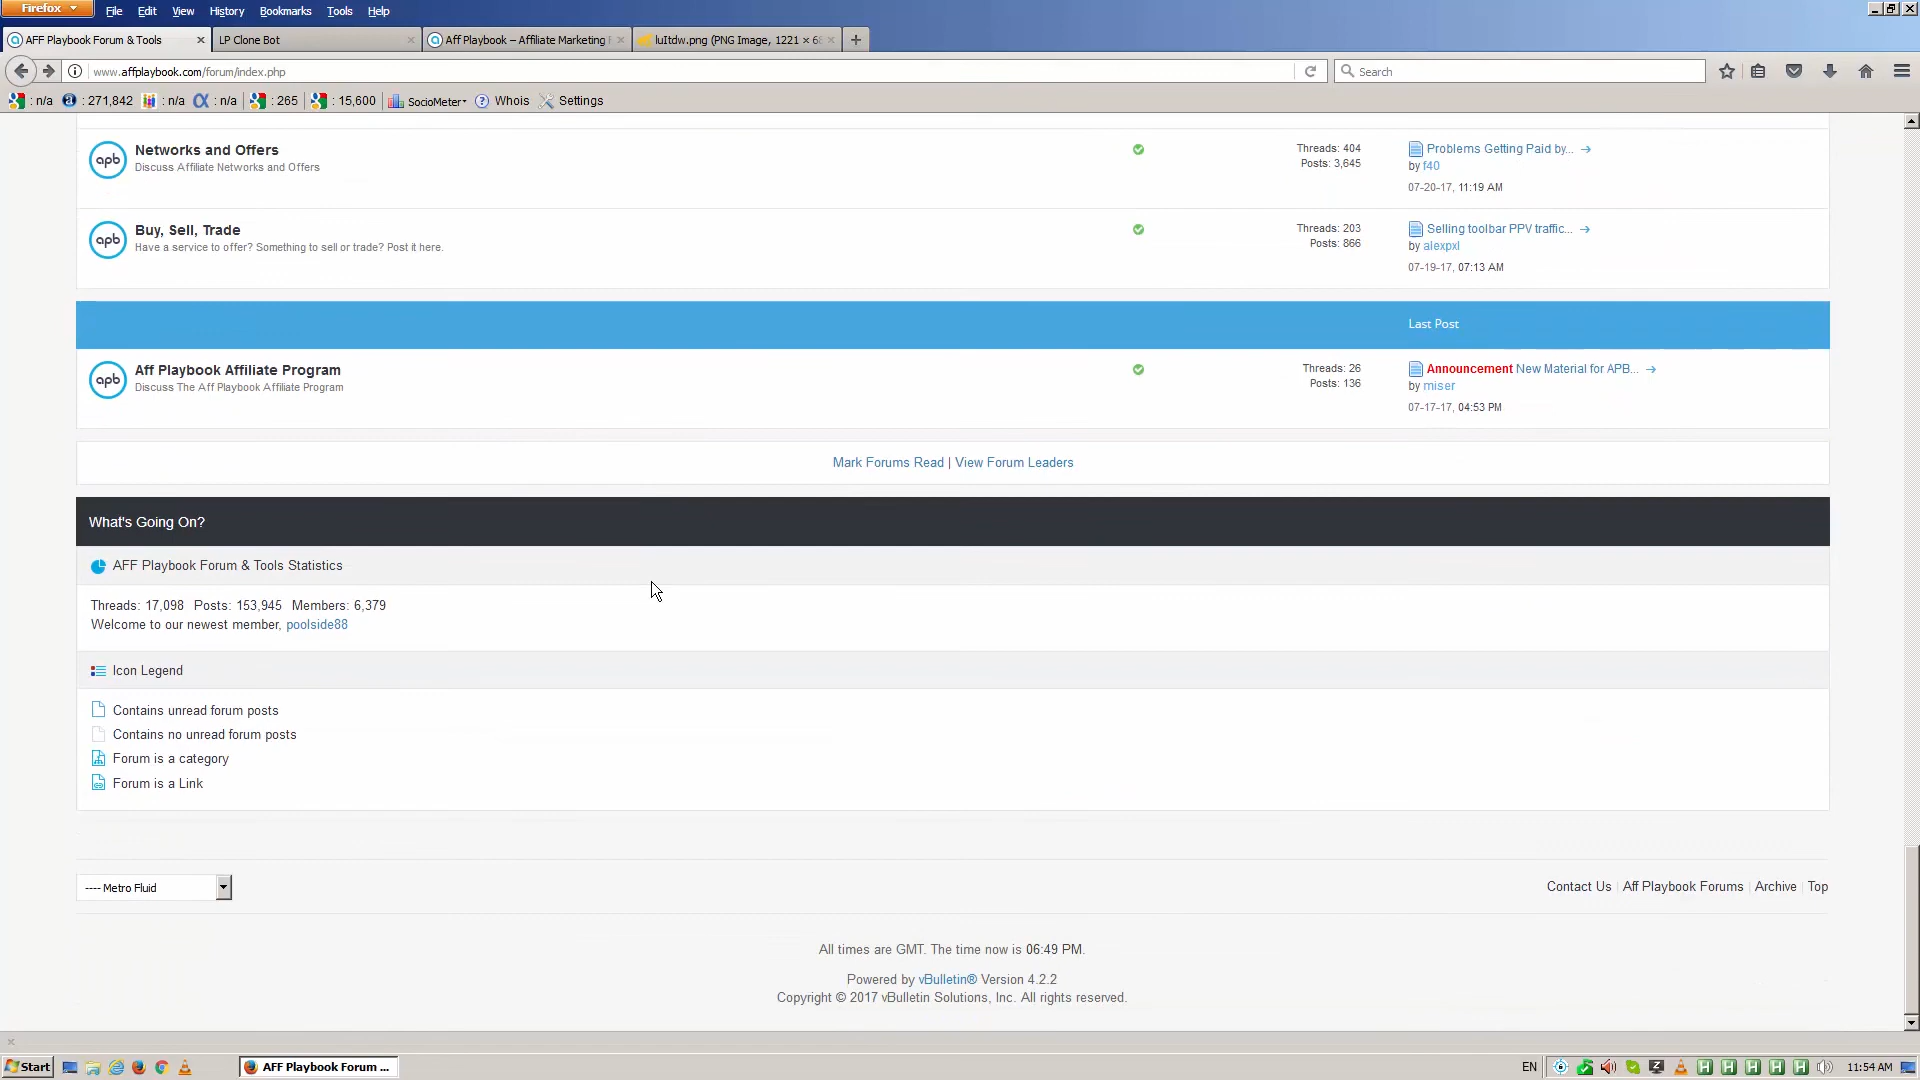 Firefox
File Edit View History Bookmarks Tools Help
AFF Playbook Forum & Tools
LP Clone Bot
Aff Playbook – Affiliate Marketing F
luItdw.png (PNG Image, 1221 × 68
www.affplaybook.com/forum/index.php
Search
: n/a : 271,842 : n/a : n/a : 265 : 15,600 SocioMeter Whois Settings
apb
Networks and Offers
Discuss Affiliate Networks and Offers
Threads: 404
Posts: 3,645
Problems Getting Paid by...
by f40
07-20-17, 11:19 AM
apb
Buy, Sell, Trade
Have a service to offer? Something to sell or trade? Post it here.
Threads: 203
Posts: 866
Selling toolbar PPV traffic...
by alexpxl
07-19-17, 07:13 AM
Last Post
apb
Aff Playbook Affiliate Program
Discuss The Aff Playbook Affiliate Program
Threads: 26
Posts: 136
Announcement New Material for APB...
by miser
07-17-17, 04:53 PM
Mark Forums Read | View Forum Leaders
What's Going On?
AFF Playbook Forum & Tools Statistics
Threads: 17,098 Posts: 153,945 Members: 6,379
Welcome to our newest member, poolside88
Icon Legend
Contains unread forum posts
Contains no unread forum posts
Forum is a category
Forum is a Link
---- Metro Fluid
Contact Us Aff Playbook Forums Archive Top
All times are GMT. The time now is 06:49 PM.
Powered by vBulletin® Version 4.2.2
Copyright © 2017 vBulletin Solutions, Inc. All rights reserved.
Start
AFF Playbook Forum ...
EN
11:54 AM